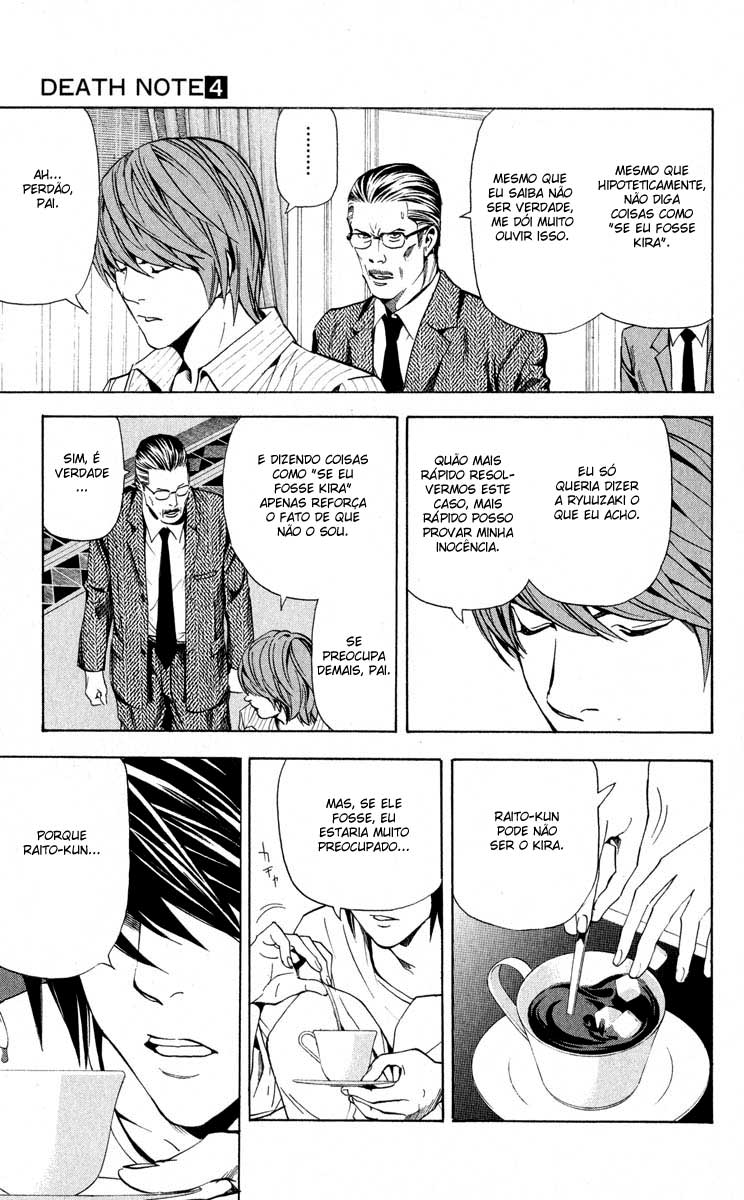 DEATH NOTE 4
MESMO QUE
HIPOTETICAMENTE,
NÃO DIGA
COISAS COMO
"SE EU FOSSE
KIRA".
MESMO QUE
EU SAIBA NÃO
SER VERDADE,
ME DÓI MUITO
OUVIR ISSO.
.........
AH...
PERDÃO,
PAI.
EU SÓ
QUERIA DIZER
A RYUUZAKI O
QUE EU ACHO.
QUÃO MAIS
RÁPIDO RESOL-
VERMOS ESTE
CASO, MAIS
RÁPIDO POSSO
PROVAR MINHA
INOCÊNCIA.
E DIZENDO COISAS
COMO "SE EU
FOSSE KIRA"
APENAS REFORÇA
O FATO DE QUE
NÃO O SOU.
SE
PREOCUPA
DEMAIS, PAI.
SIM, É
VERDADE
...
RAITO-KUN
PODE NÃO
SER O KIRA.
MAS, SE ELE
FOSSE, EU
ESTARIA MUITO
PREOCUPADO...
カチャ
PORQUE
RAITO-KUN...